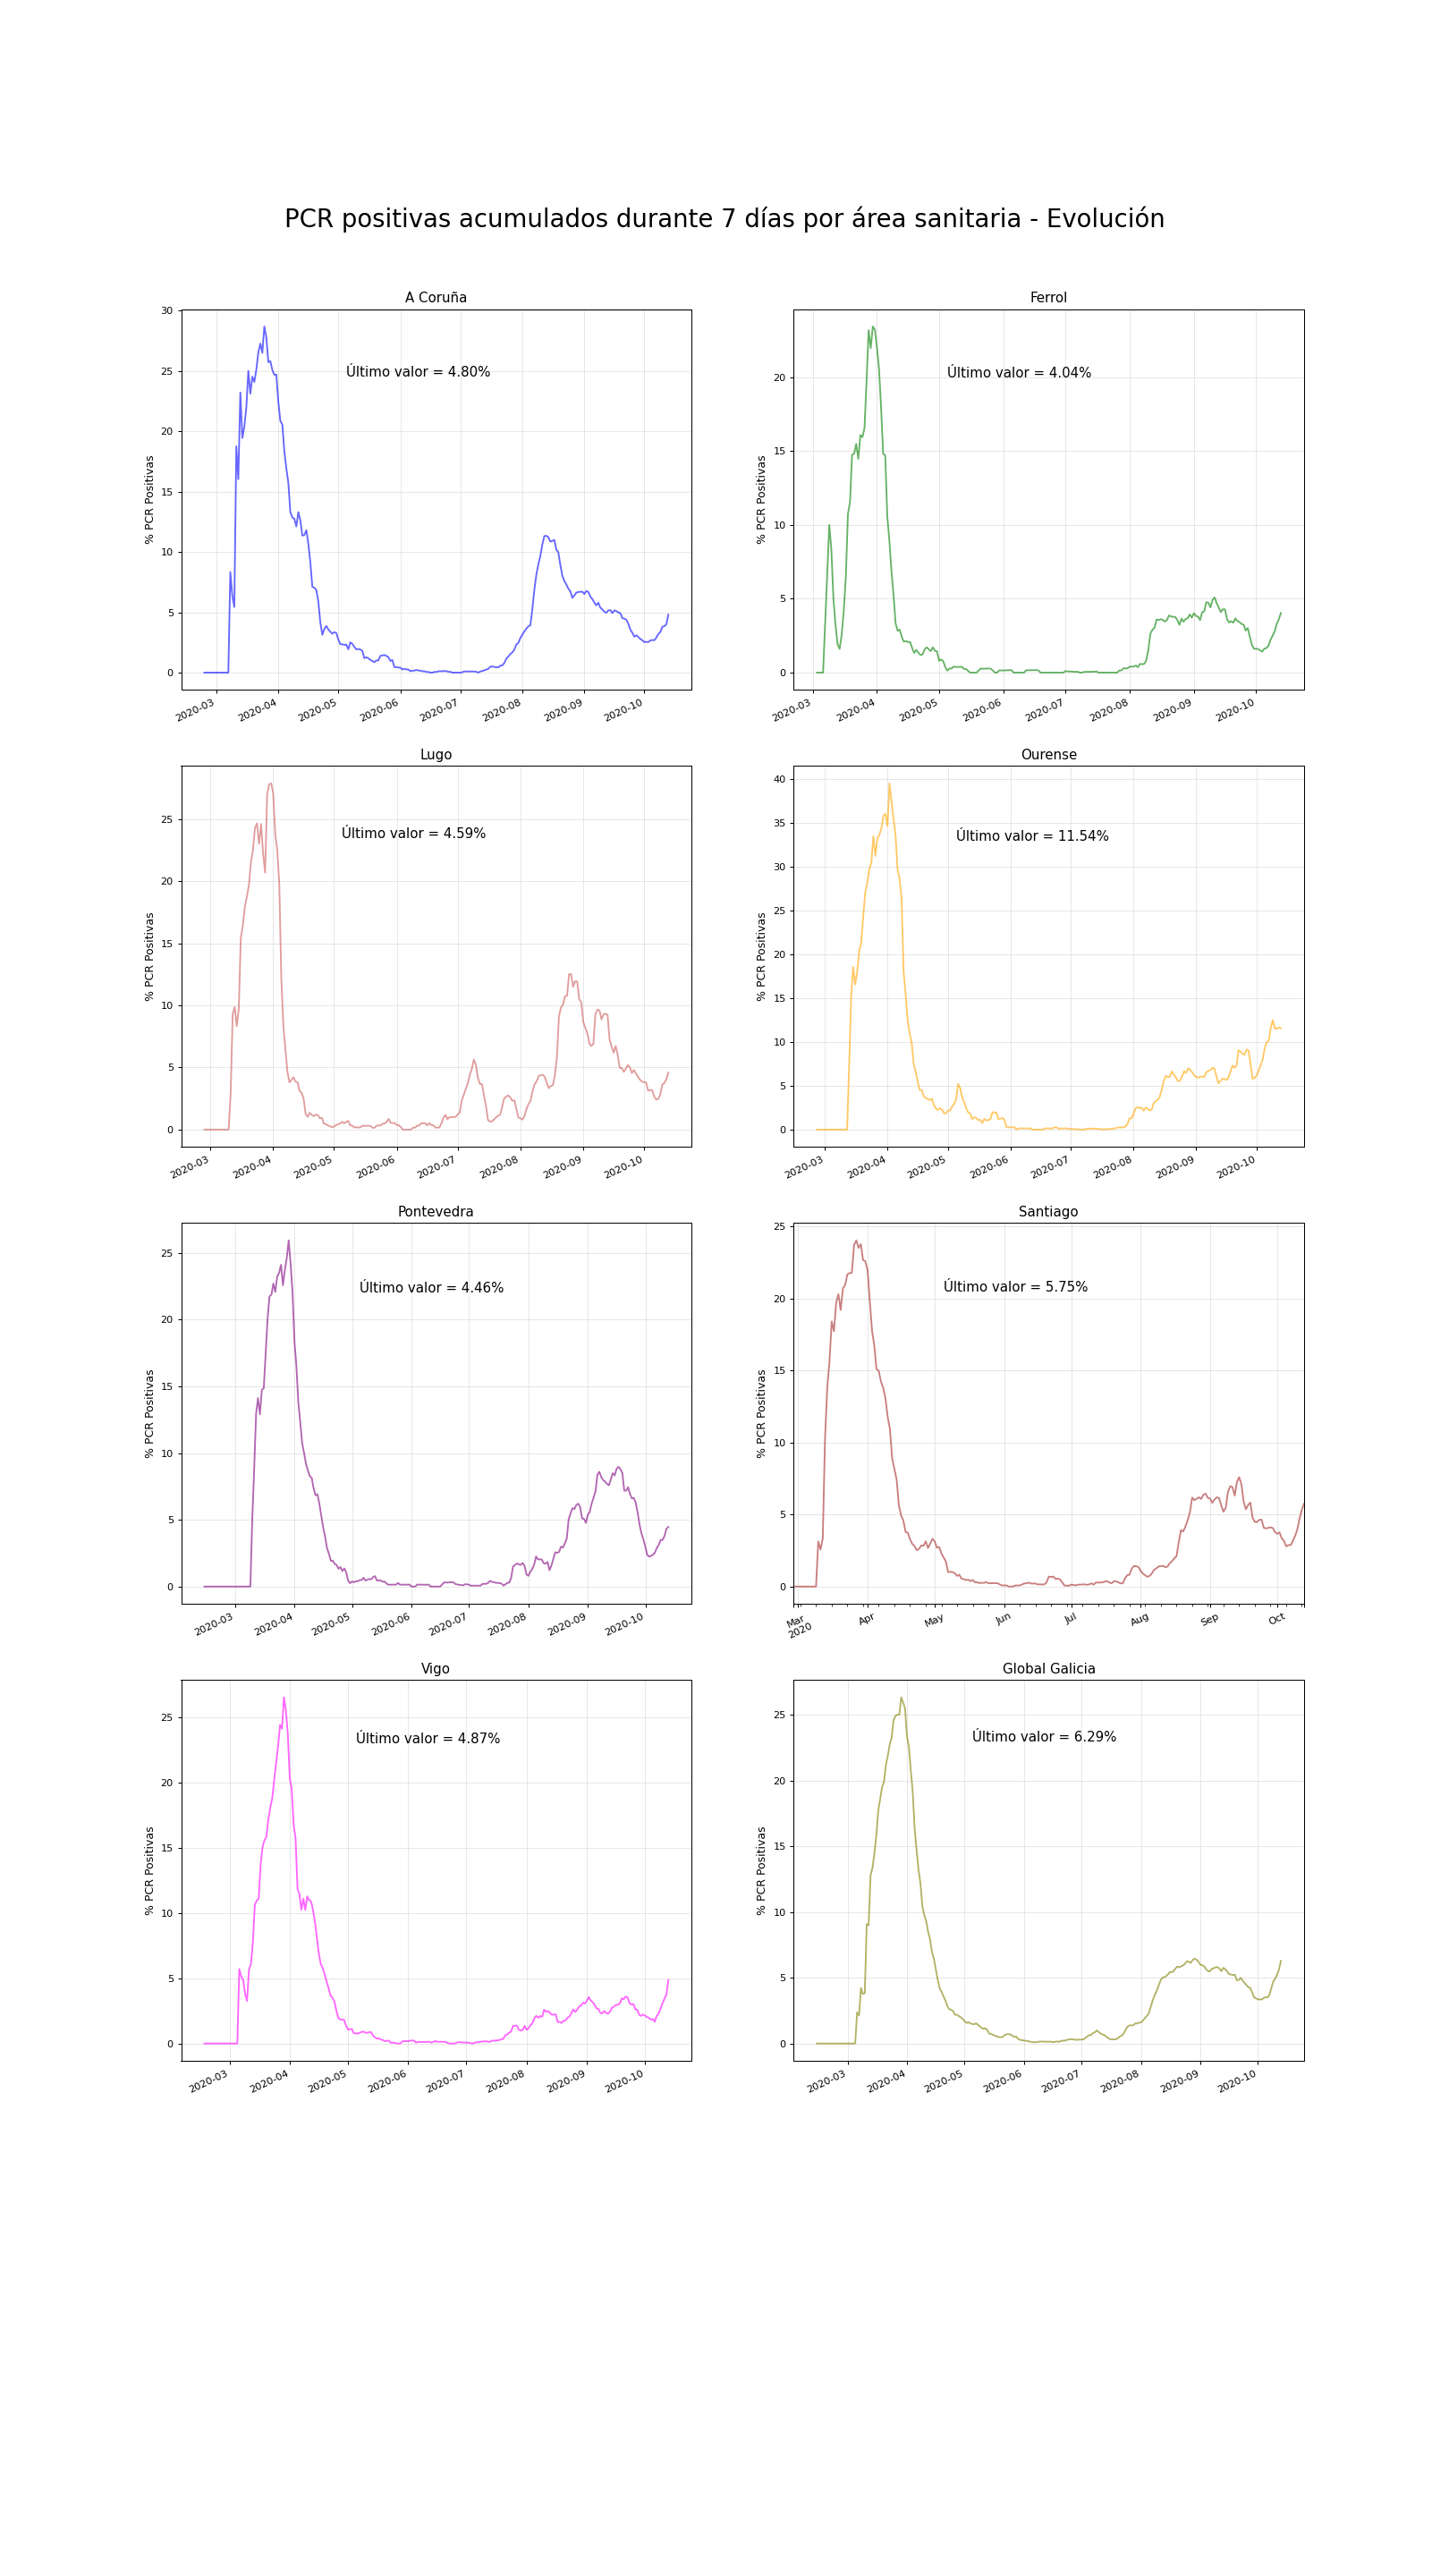 PCR positivas acumulados durante 7 días por área sanitaria - Evolución
A Coruña
30
25
20
15
10
5
0
% PCR Positivas
Último valor = 4.80%
2020-03 2020-04 2020-05 2020-06 2020-07 2020-08 2020-09 2020-10
Ferrol
20
15
10
5
0
% PCR Positivas
Último valor = 4.04%
2020-03 2020-04 2020-05 2020-06 2020-07 2020-08 2020-09 2020-10
Lugo
25
20
15
10
5
0
% PCR Positivas
Último valor = 4.59%
2020-03 2020-04 2020-05 2020-06 2020-07 2020-08 2020-09 2020-10
Ourense
40
35
30
25
20
15
10
5
0
% PCR Positivas
Último valor = 11.54%
2020-03 2020-04 2020-05 2020-06 2020-07 2020-08 2020-09 2020-10
Pontevedra
25
20
15
10
5
0
% PCR Positivas
Último valor = 4.46%
2020-03 2020-04 2020-05 2020-06 2020-07 2020-08 2020-09 2020-10
Santiago
25
20
15
10
5
0
% PCR Positivas
Último valor = 5.75%
Mar Apr May Jun Jul Aug Sep Oct
2020
Vigo
25
20
15
10
5
0
% PCR Positivas
Último valor = 4.87%
2020-03 2020-04 2020-05 2020-06 2020-07 2020-08 2020-09 2020-10
Global Galicia
25
20
15
10
5
0
% PCR Positivas
Último valor = 6.29%
2020-03 2020-04 2020-05 2020-06 2020-07 2020-08 2020-09 2020-10